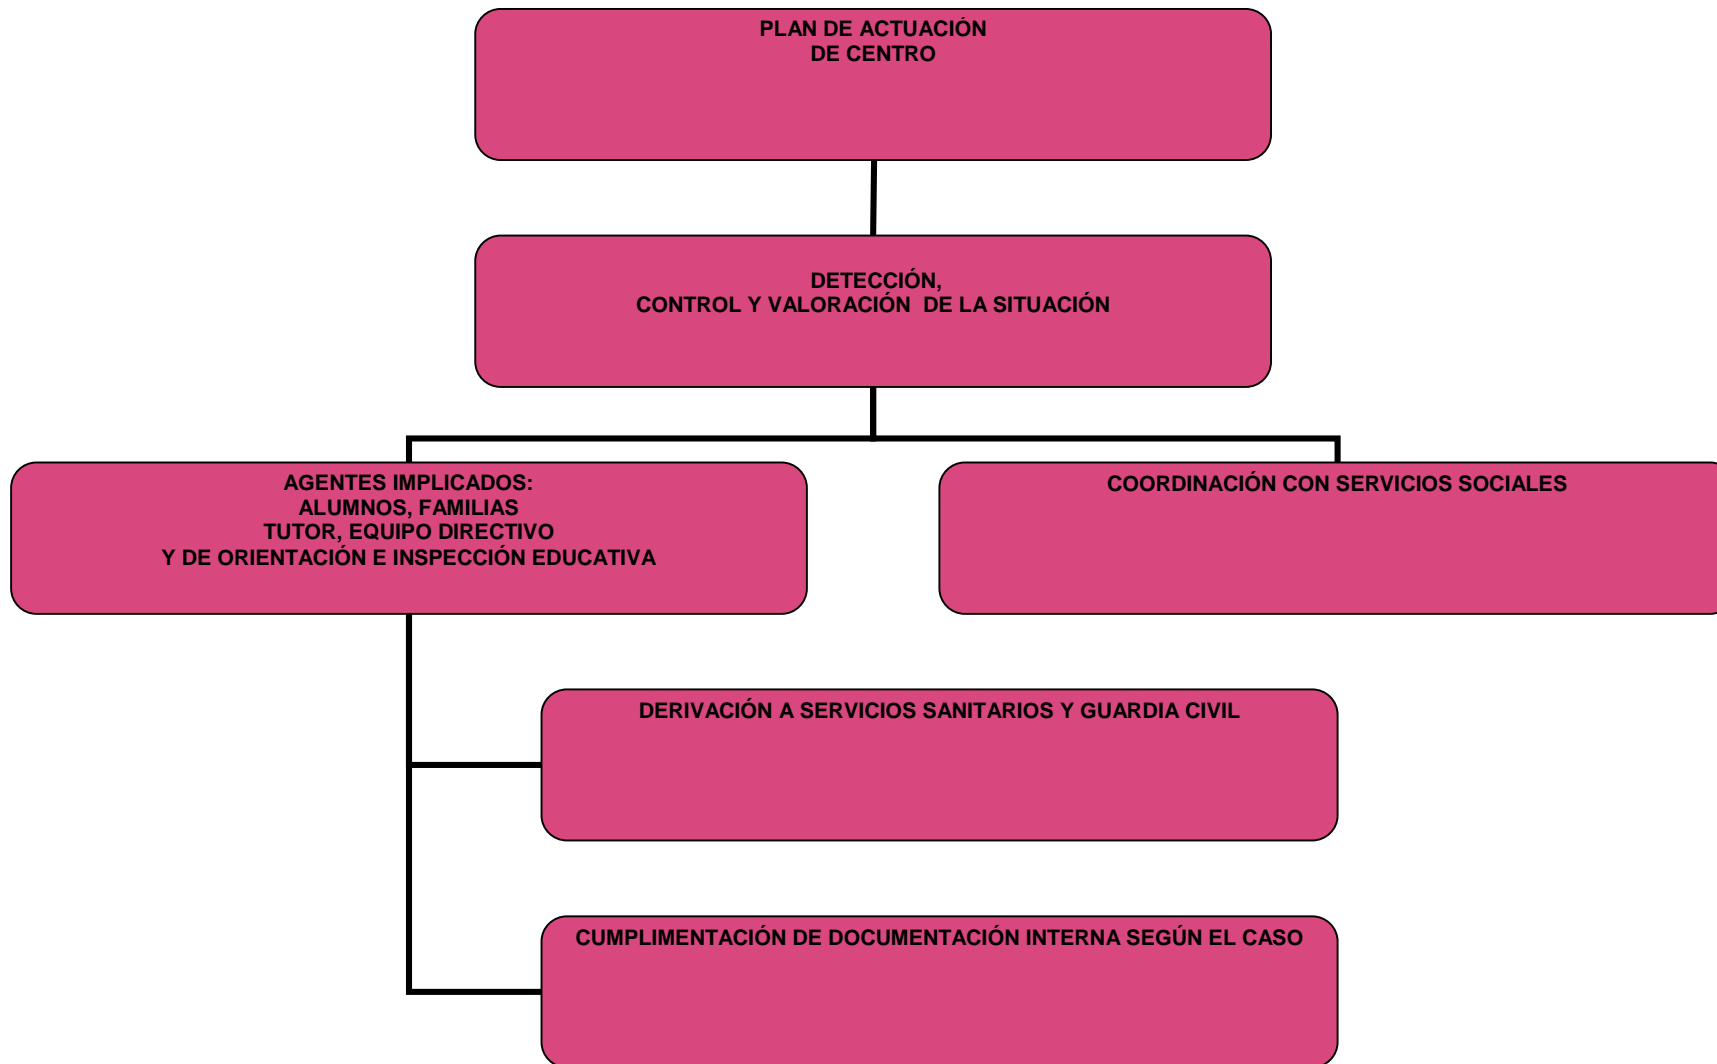 PLAN DE ACTUACIÓN
DE CENTRO
DETECCIÓN,
CONTROL Y VALORACIÓN  DE LA SITUACIÓN
AGENTES IMPLICADOS:
ALUMNOS, FAMILIAS
TUTOR, EQUIPO DIRECTIVO
Y DE ORIENTACIÓN E INSPECCIÓN EDUCATIVA
COORDINACIÓN CON SERVICIOS SOCIALES
DERIVACIÓN A SERVICIOS SANITARIOS Y GUARDIA CIVIL
CUMPLIMENTACIÓN DE DOCUMENTACIÓN INTERNA SEGÚN EL CASO